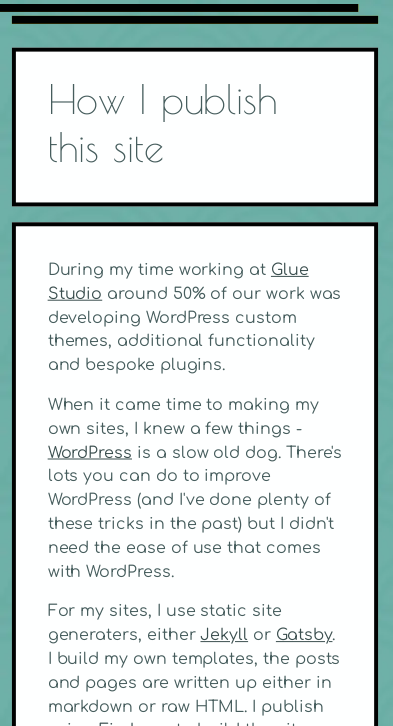 How I publish
this site
During my time working at Glue
Studio around 50% of our work was
developing WordPress custom
themes, additional functionality
and bespoke plugins.
When it came time to making my
own sites, I knew a few things -
WordPress is a slow old dog. There's
lots you can do to improve
WordPress (and I've done plenty of
these tricks in the past) but I didn't
need the ease of use that comes
with WordPress.
For my sites, I use static site
generaters, either Jekyll or Gatsby.
I build my own templates, the posts
and pages are written up either in
markdown or raw HTML. I publish